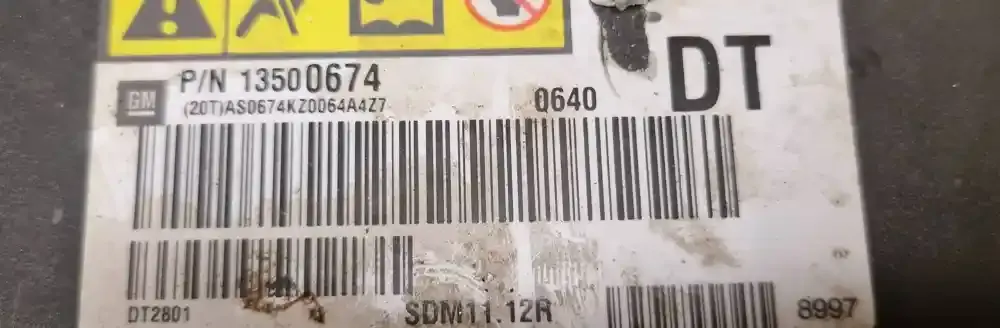 GM
P/N 13500674
DT
(20T)AS0674KZ0064A4Z7
0640
DT2801
SDM11.12R
8997